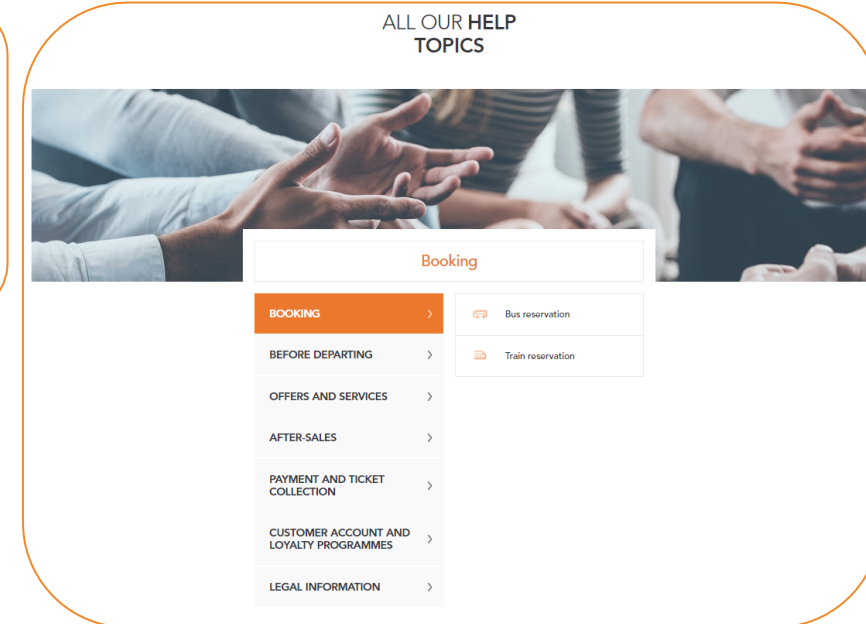 ALL OUR HELP
TOPICS
Booking
BOOKING
Bus reservation
BEFORE DEPARTING
Train reservation
OFFERS AND SERVICES
AFTER-SALES
PAYMENT AND TICKET
COLLECTION
CUSTOMER ACCOUNT AND
LOYALTY PROGRAMMES
LEGAL INFORMATION